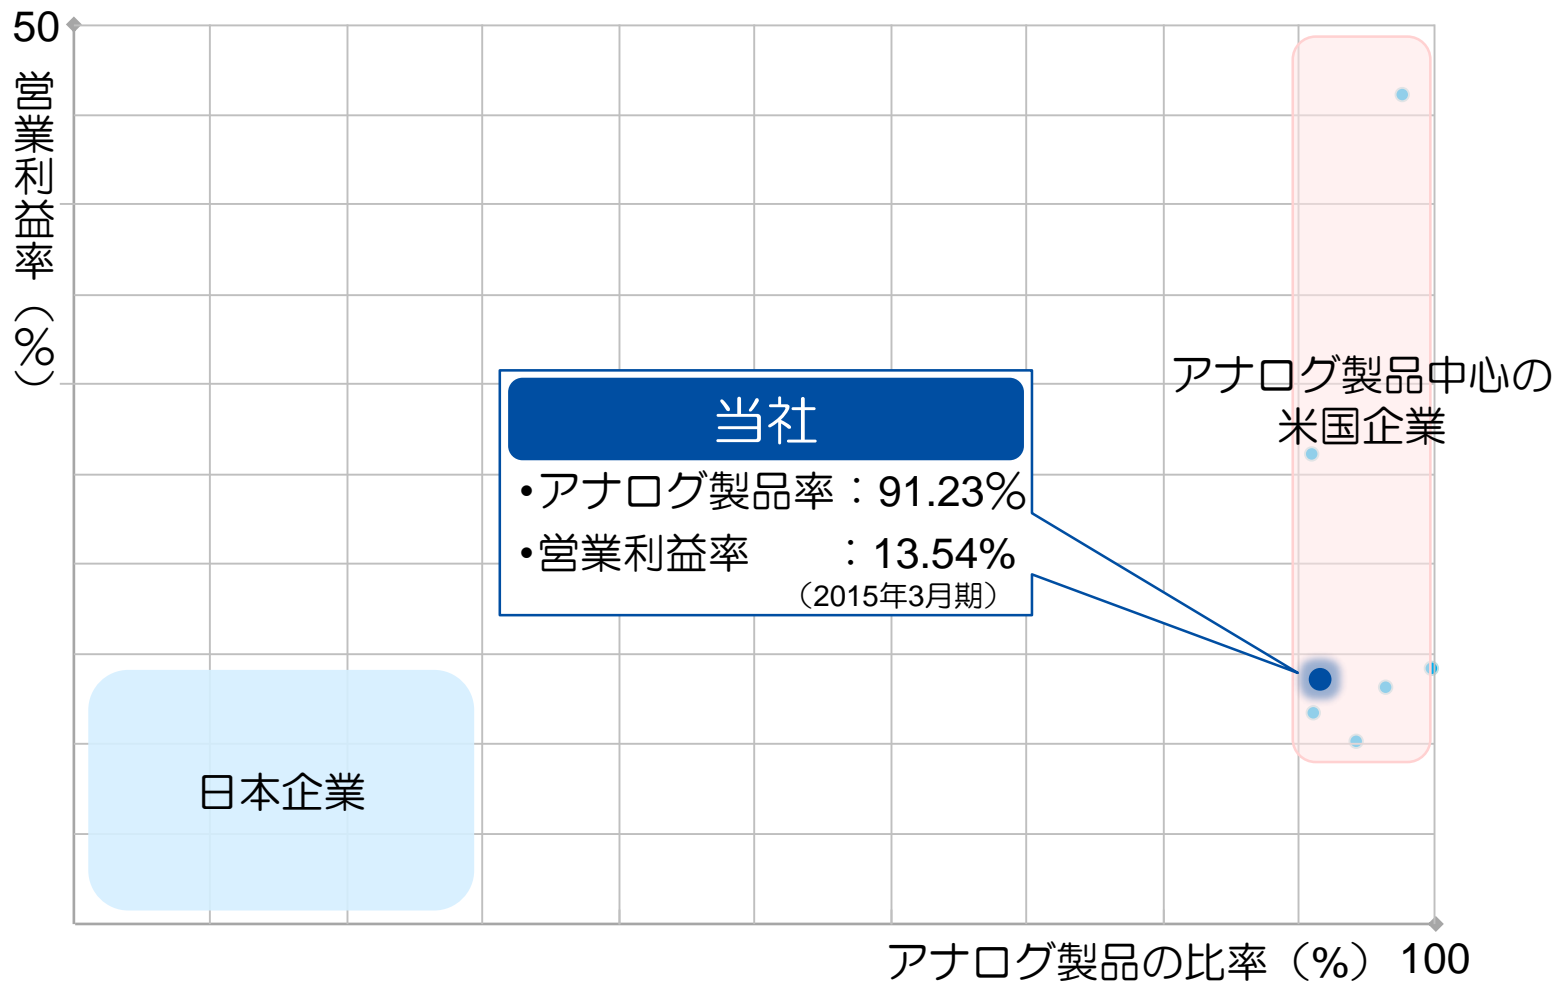 50
営業利益率（%）
アナログ製品中心の
米国企業
当社
•アナログ製品率：91.23%
•営業利益率　　：13.54%
（2015年3月期）
日本企業
アナログ製品の比率（%） 100